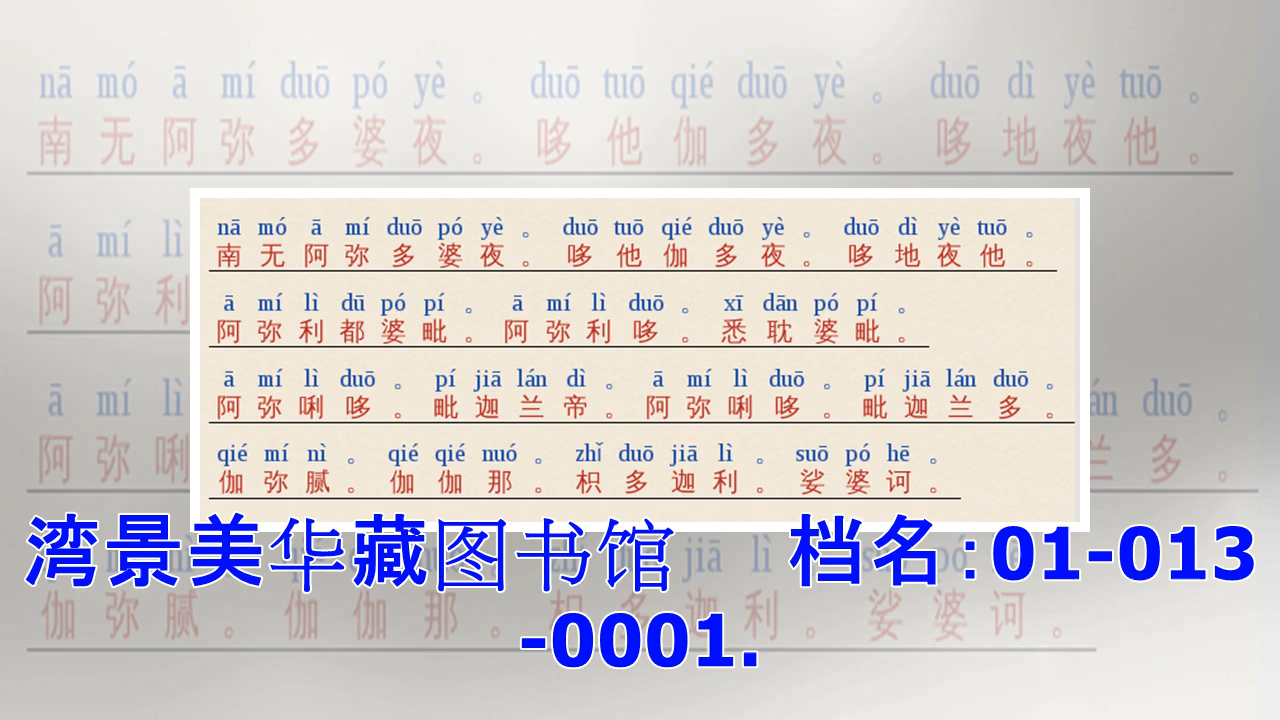 nā mó ā mí duō pó yè 。 duō tuō qié duō yè 。 duō dì yè tuō 。
南无阿弥多婆夜。哆他伽多夜。哆地夜他。
ā mí lì dū pó pí 。 ā mí lì duō 。 xī dān pó pí 。
阿弥利都婆毗。阿弥利哆。悉耽婆毗。
ā mí lì duō 。 pí jiā lán dì 。 ā mí lì duō 。 pí jiā lán duō 。
阿弥唎哆。毗迦兰帝。阿弥唎哆。毗迦兰多。
qié mí nì 。 qié qié nuó 。 zhǐ duō jiā lì 。 suō pó hē 。
伽弥腻。伽伽那。枳多迦利。娑婆诃。
湾景美华藏图书馆 档名:01-013
-0001.